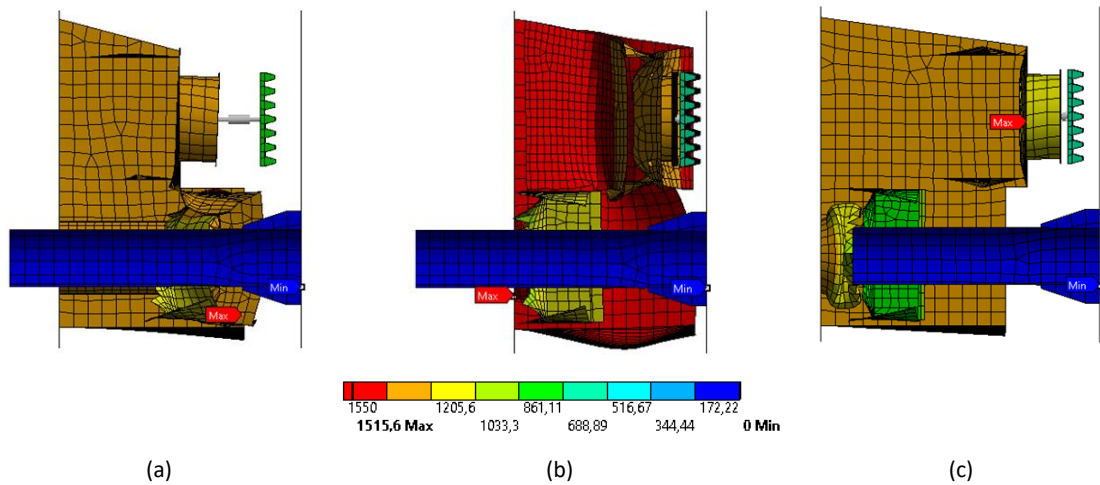 Max
Min
Max
Min
Max
Min
1550 1205,6 861,11 516,67 172,22
1515,6 Max 1033,3 688,89 344,44 0 Min
(a) (b) (c)